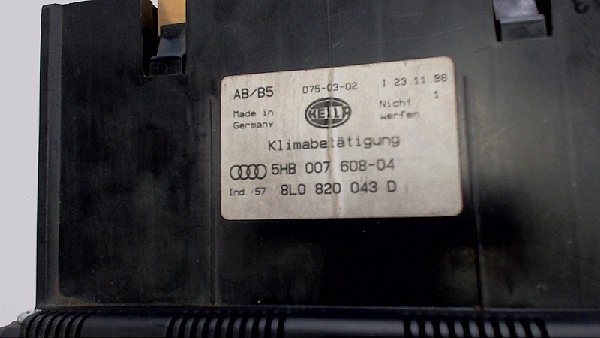 AB/B5 075-03-02 I 23.11.98
Made in HELLA Nicht 1
Germany werfen
Klimabetätigung
5HB 007 608-04
Ind 57 8L0 820 043 D